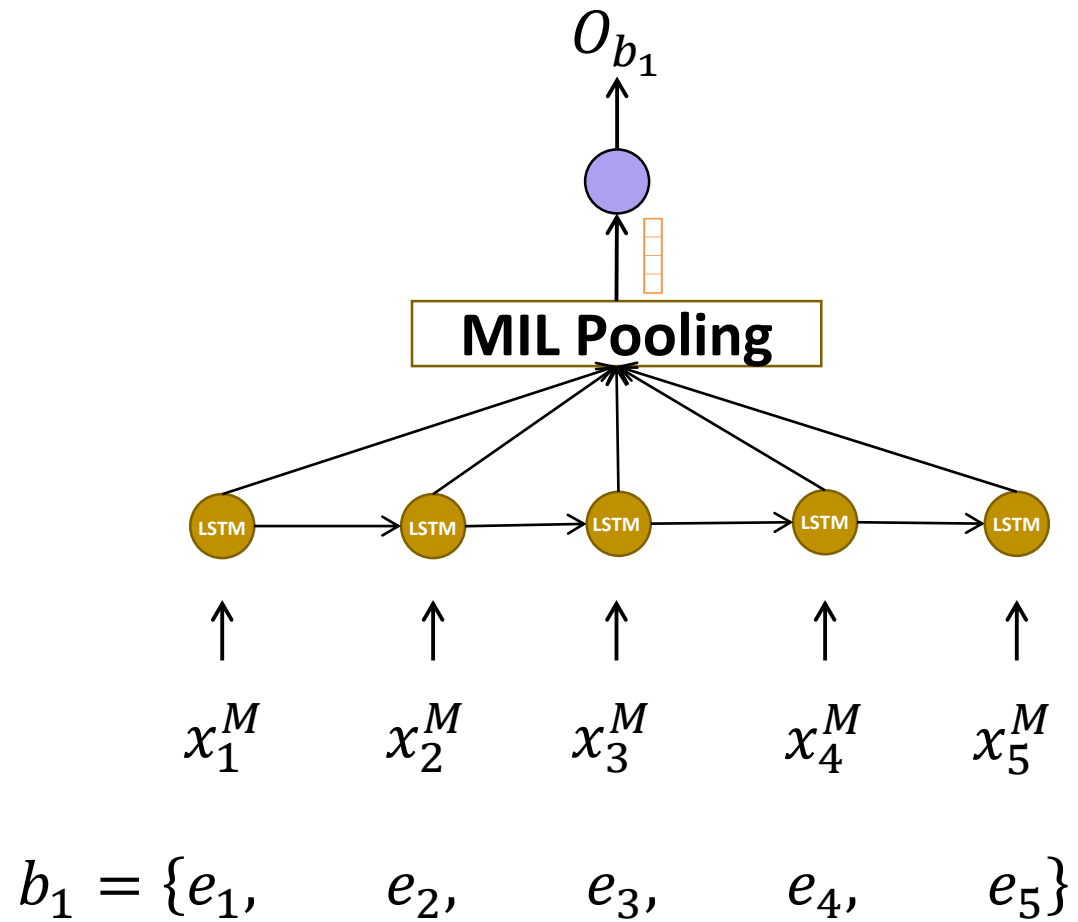 O_{b_1}
MIL Pooling
LSTM LSTM LSTM LSTM LSTM
x_1^M x_2^M x_3^M x_4^M x_5^M
b_1 = {e_1, e_2, e_3, e_4, e_5}